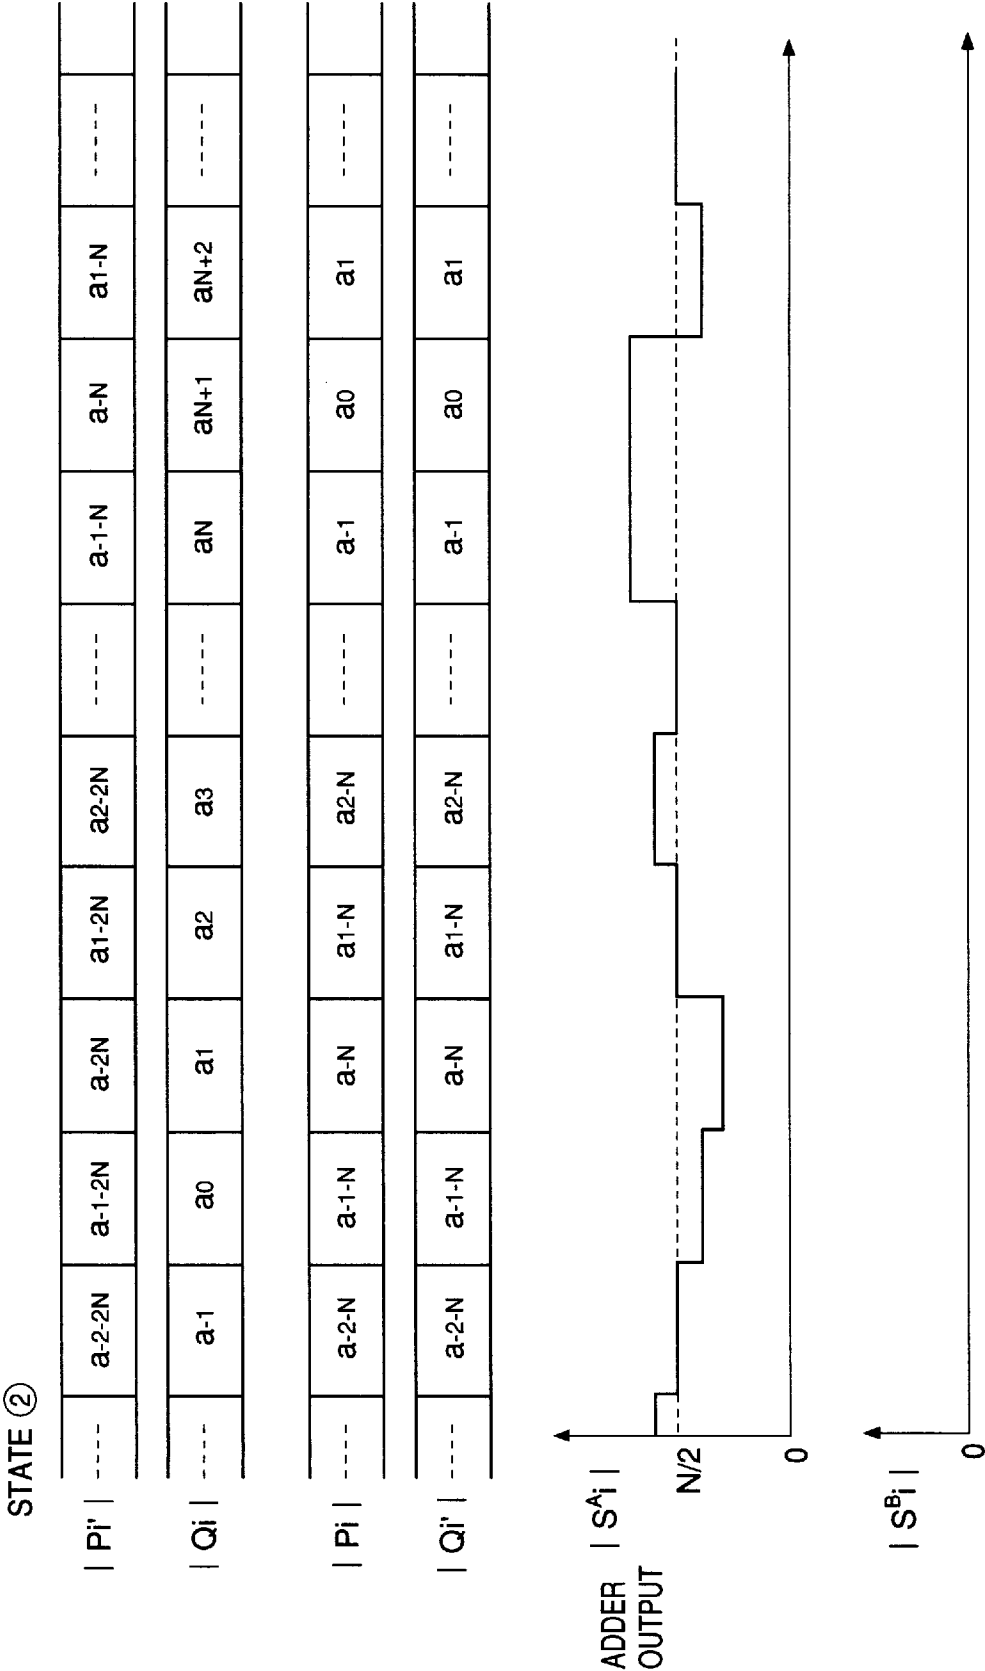 STATE ②
| Pi' | ------ a-2-2N a-1-2N a-2N a1-2N a2-2N ------ a-1-N a-N a1-N ------
| Qi | ------ a-1 a0 a1 a2 a3 ------ aN aN+1 aN+2 ------
| Pi | ------ a-2-N a-1-N a-N a1-N a2-N ------ a-1 a0 a1 ------
| Qi' | ------ a-2-N a-1-N a-N a1-N a2-N ------ a-1 a0 a1 ------
ADDER
OUTPUT
| SAi |
N/2
0
| SBi |
0